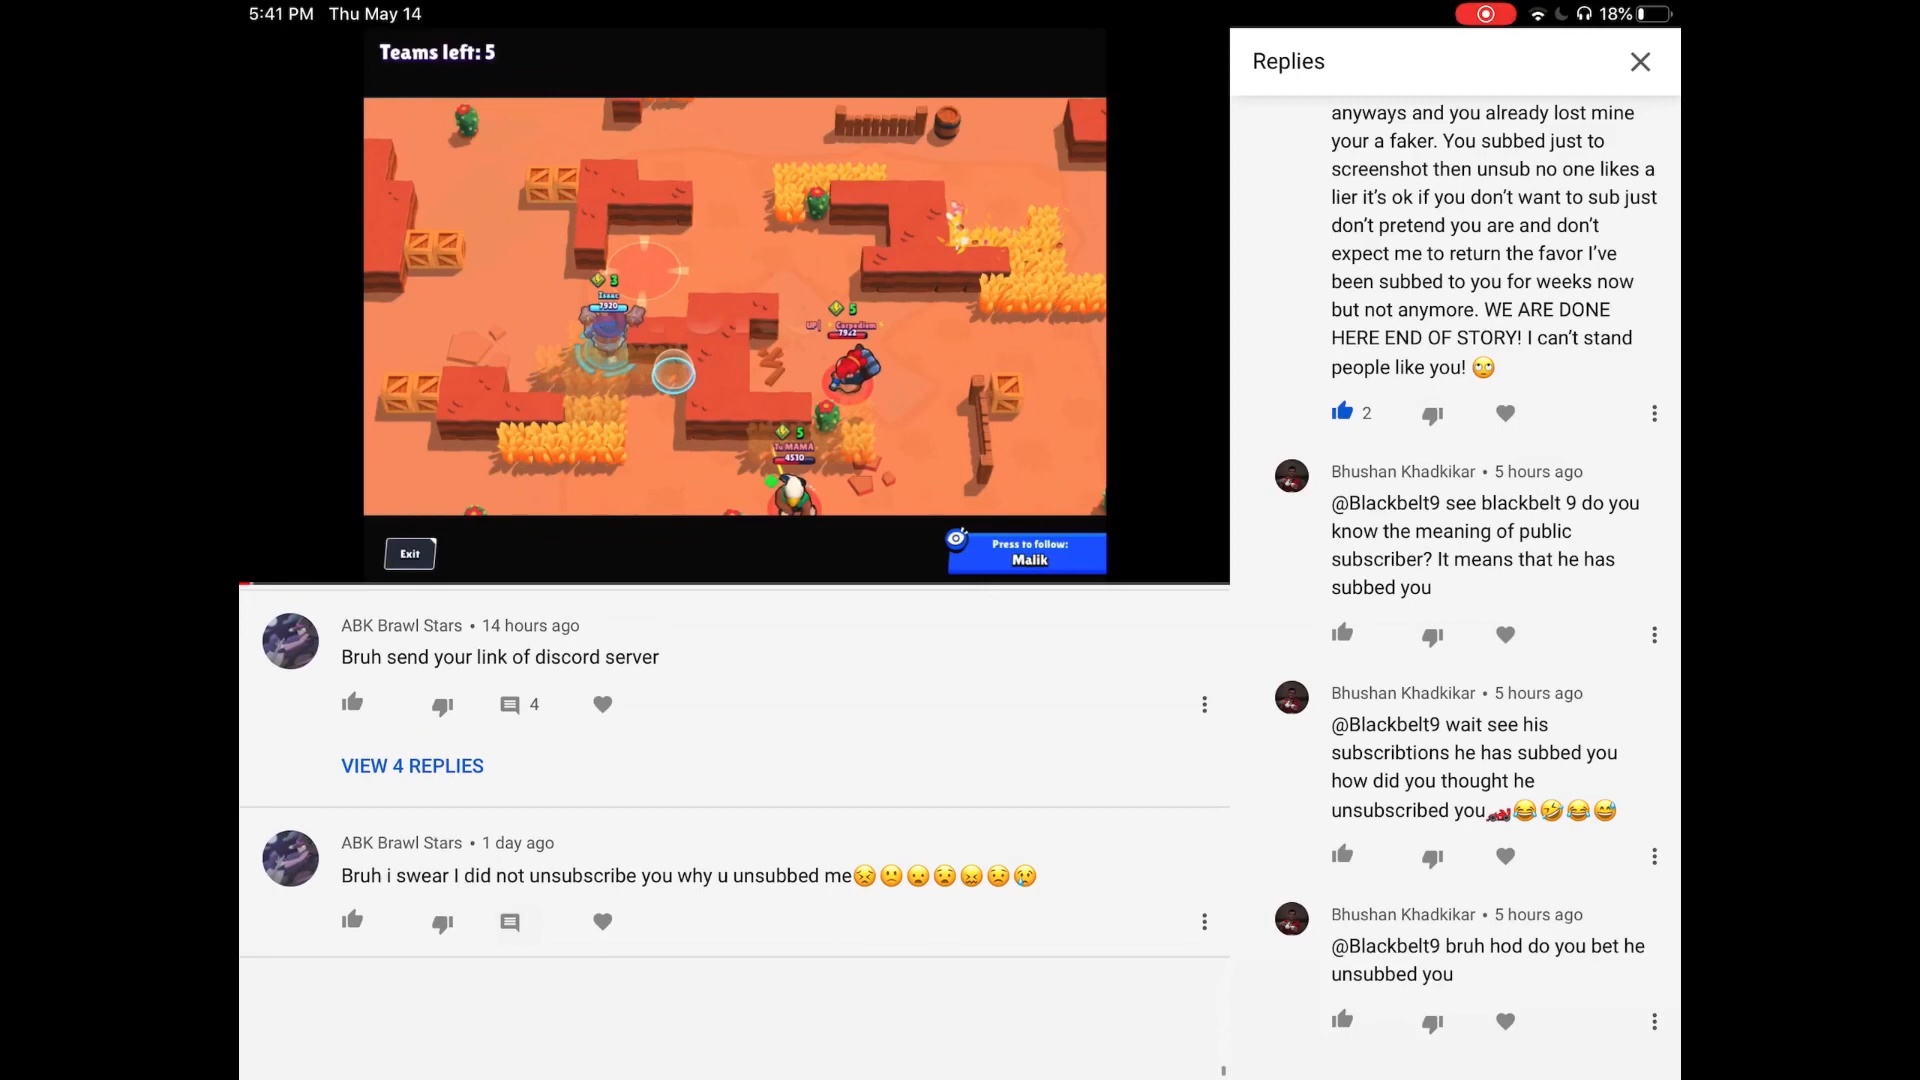 5:41 PM Thu May 14
18%
Teams left: 5
3
Isaac
7920
5
UP| Carpediem
7922
5
Tu MAMA
4510
Exit
Press to follow:
Malik
ABK Brawl Stars • 14 hours ago
Bruh send your link of discord server
4
VIEW 4 REPLIES
ABK Brawl Stars • 1 day ago
Bruh i swear I did not unsubscribe you why u unsubbed me😣🙁😦😧😖😟😢
Replies
anyways and you already lost mine
your a faker. You subbed just to
screenshot then unsub no one likes a
lier it’s ok if you don’t want to sub just
don’t pretend you are and don’t
expect me to return the favor I’ve
been subbed to you for weeks now
but not anymore. WE ARE DONE
HERE END OF STORY! I can’t stand
people like you! 🙄
2
Bhushan Khadkikar • 5 hours ago
@Blackbelt9 see blackbelt 9 do you
know the meaning of public
subscriber? It means that he has
subbed you
Bhushan Khadkikar • 5 hours ago
@Blackbelt9 wait see his
subscribtions he has subbed you
how did you thought he
unsubscribed you🏎😂🤣😂😅
Bhushan Khadkikar • 5 hours ago
@Blackbelt9 bruh hod do you bet he
unsubbed you